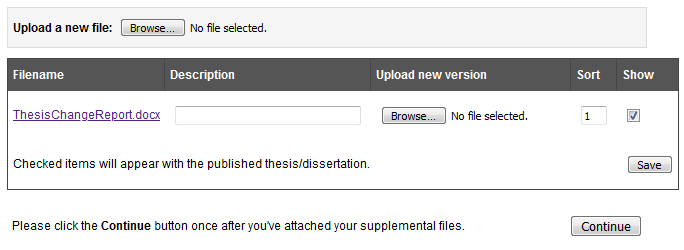 Upload a new file: Browse... No file selected.
Filename Description Upload new version Sort Show
ThesisChangeReport.docx Browse... No file selected. 1
Checked items will appear with the published thesis/dissertation. Save
Please click the Continue button once after you've attached your supplemental files. Continue